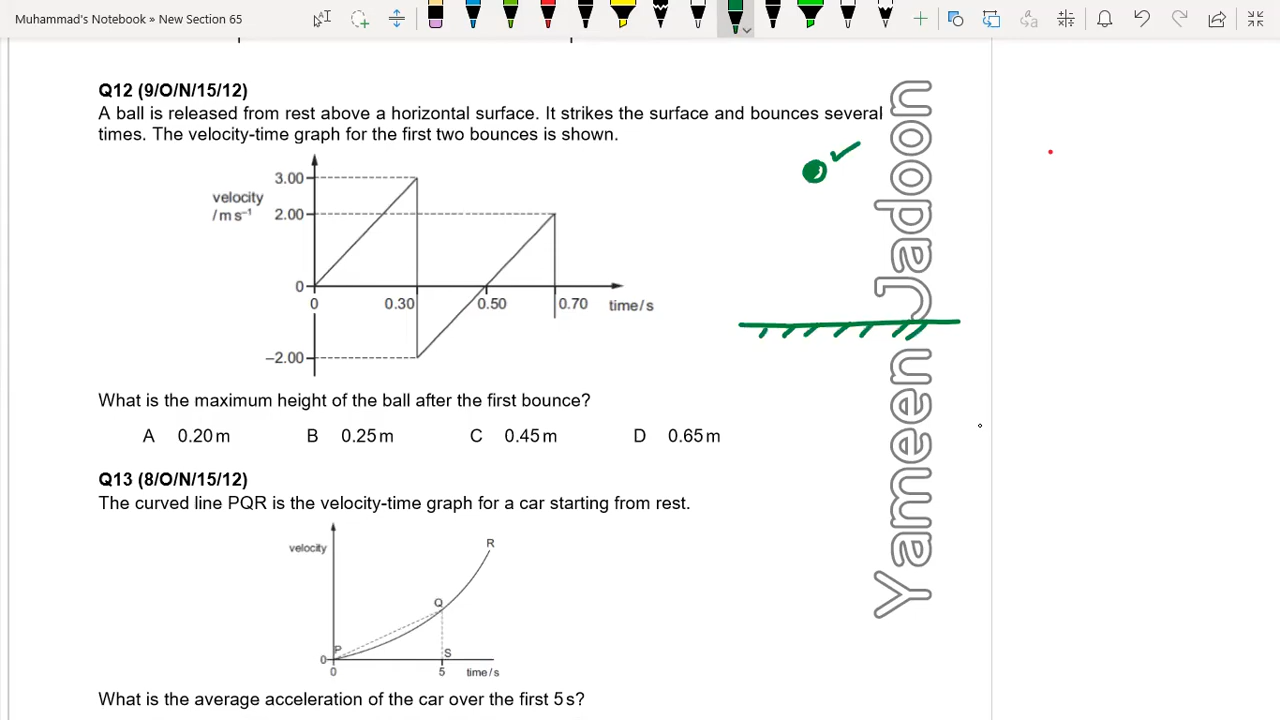 Muhammad's Notebook » New Section 65
Q12 (9/O/N/15/12)
A ball is released from rest above a horizontal surface. It strikes the surface and bounces several
times. The velocity-time graph for the first two bounces is shown.
3.00
velocity
/ m s⁻¹
2.00
0
0
0.30
0.50
0.70
time/s
−2.00
What is the maximum height of the ball after the first bounce?
A 0.20 m B 0.25 m C 0.45 m D 0.65 m
Q13 (8/O/N/15/12)
The curved line PQR is the velocity-time graph for a car starting from rest.
velocity
R
Q
P
S
0
0
5
time/s
What is the average acceleration of the car over the first 5 s?
Yameen Jadoon